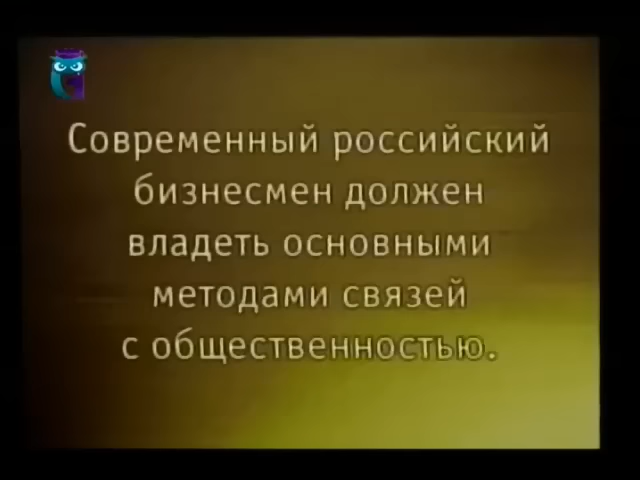 Современный российский
бизнесмен должен
владеть основными
методами связей
с общественностью.